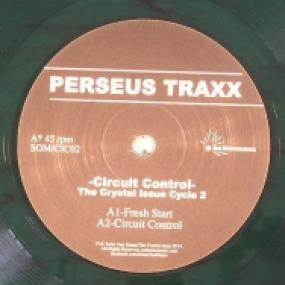 PERSEUS TRAXX
A* 45 rpm
SOM/CIC02
-Circuit Control-
The Crystal Issue Cycle 2
A1-Fresh Start
A2-Circuit Control